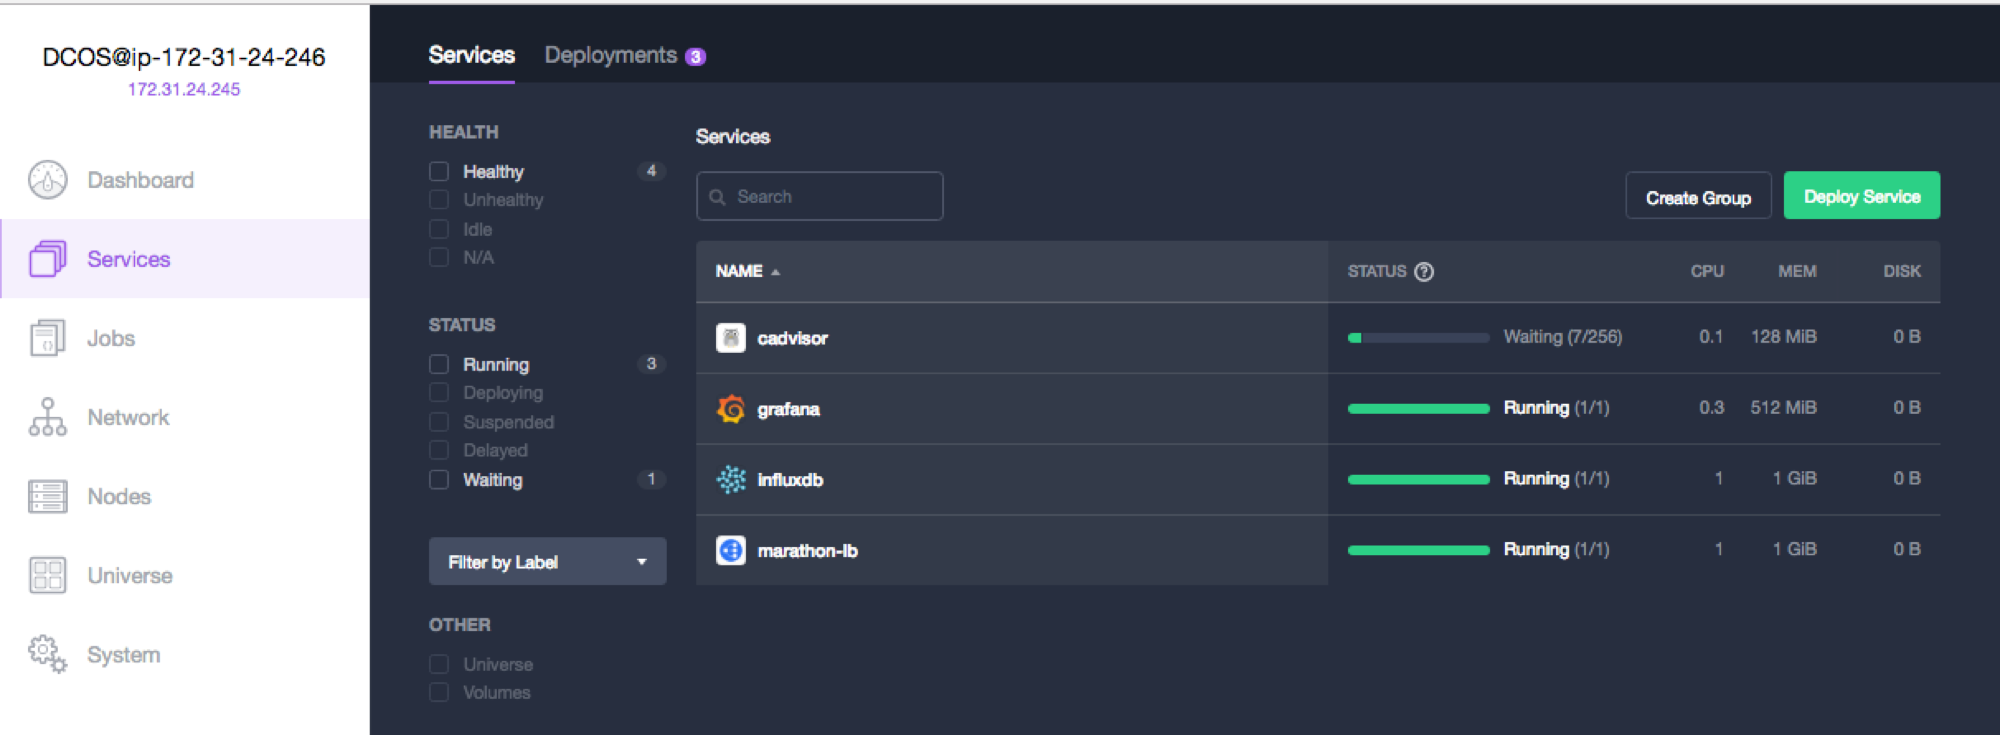 DCOS@ip-172-31-24-246
172.31.24.245
Dashboard
Services
Jobs
Network
Nodes
Universe
System
Services Deployments 3
HEALTH
Healthy 4
Unhealthy
Idle
N/A
STATUS
Running 3
Deploying
Suspended
Delayed
Waiting 1
Filter by Label
OTHER
Universe
Volumes
Services
Search
Create Group Deploy Service
NAME STATUS ? CPU MEM DISK
cadvisor Waiting (7/256) 0.1 128 MiB 0 B
grafana Running (1/1) 0.3 512 MiB 0 B
influxdb Running (1/1) 1 1 GiB 0 B
marathon-lb Running (1/1) 1 1 GiB 0 B